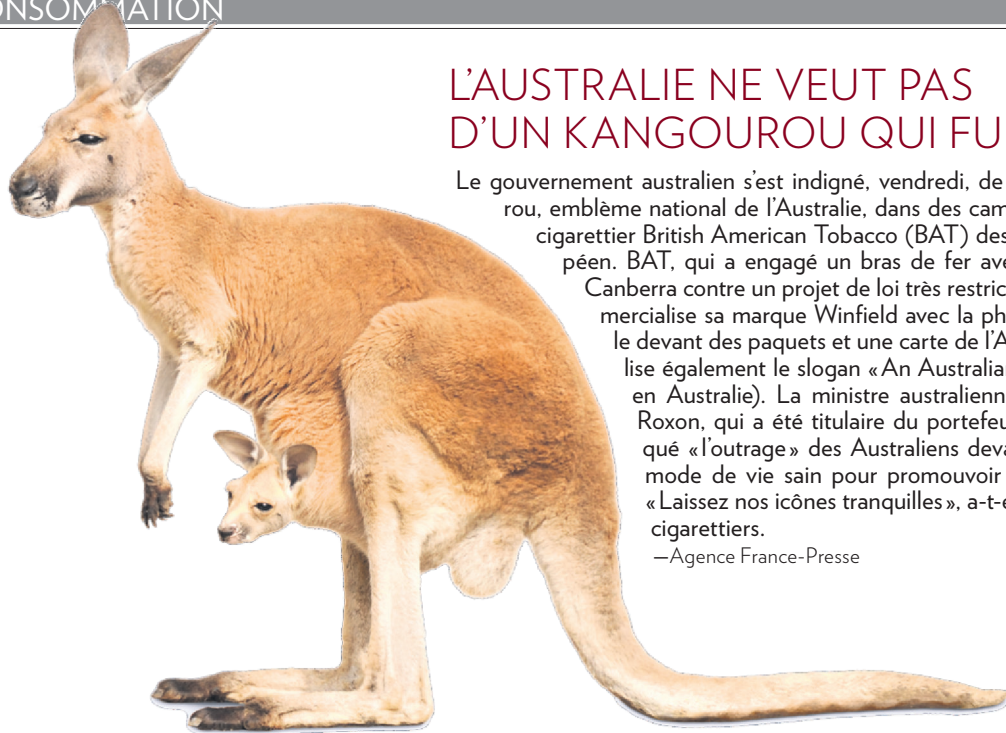 ONSOMMATION
L'AUSTRALIE NE VEUT PAS
D'UN KANGOUROU QUI FU
Le gouvernement australien s'est indigné, vendredi, de
rou, emblème national de l'Australie, dans des cam
cigarettier British American Tobacco (BAT) des
péen. BAT, qui a engagé un bras de fer ave
Canberra contre un projet de loi très restric
mercialise sa marque Winfield avec la ph
le devant des paquets et une carte de l'A
lise également le slogan «An Australia
en Australie). La ministre australienn
Roxon, qui a été titulaire du portefeu
qué «l'outrage» des Australiens deva
mode de vie sain pour promouvoir
«Laissez nos icônes tranquilles», a-t-e
cigarettiers.
—Agence France-Presse